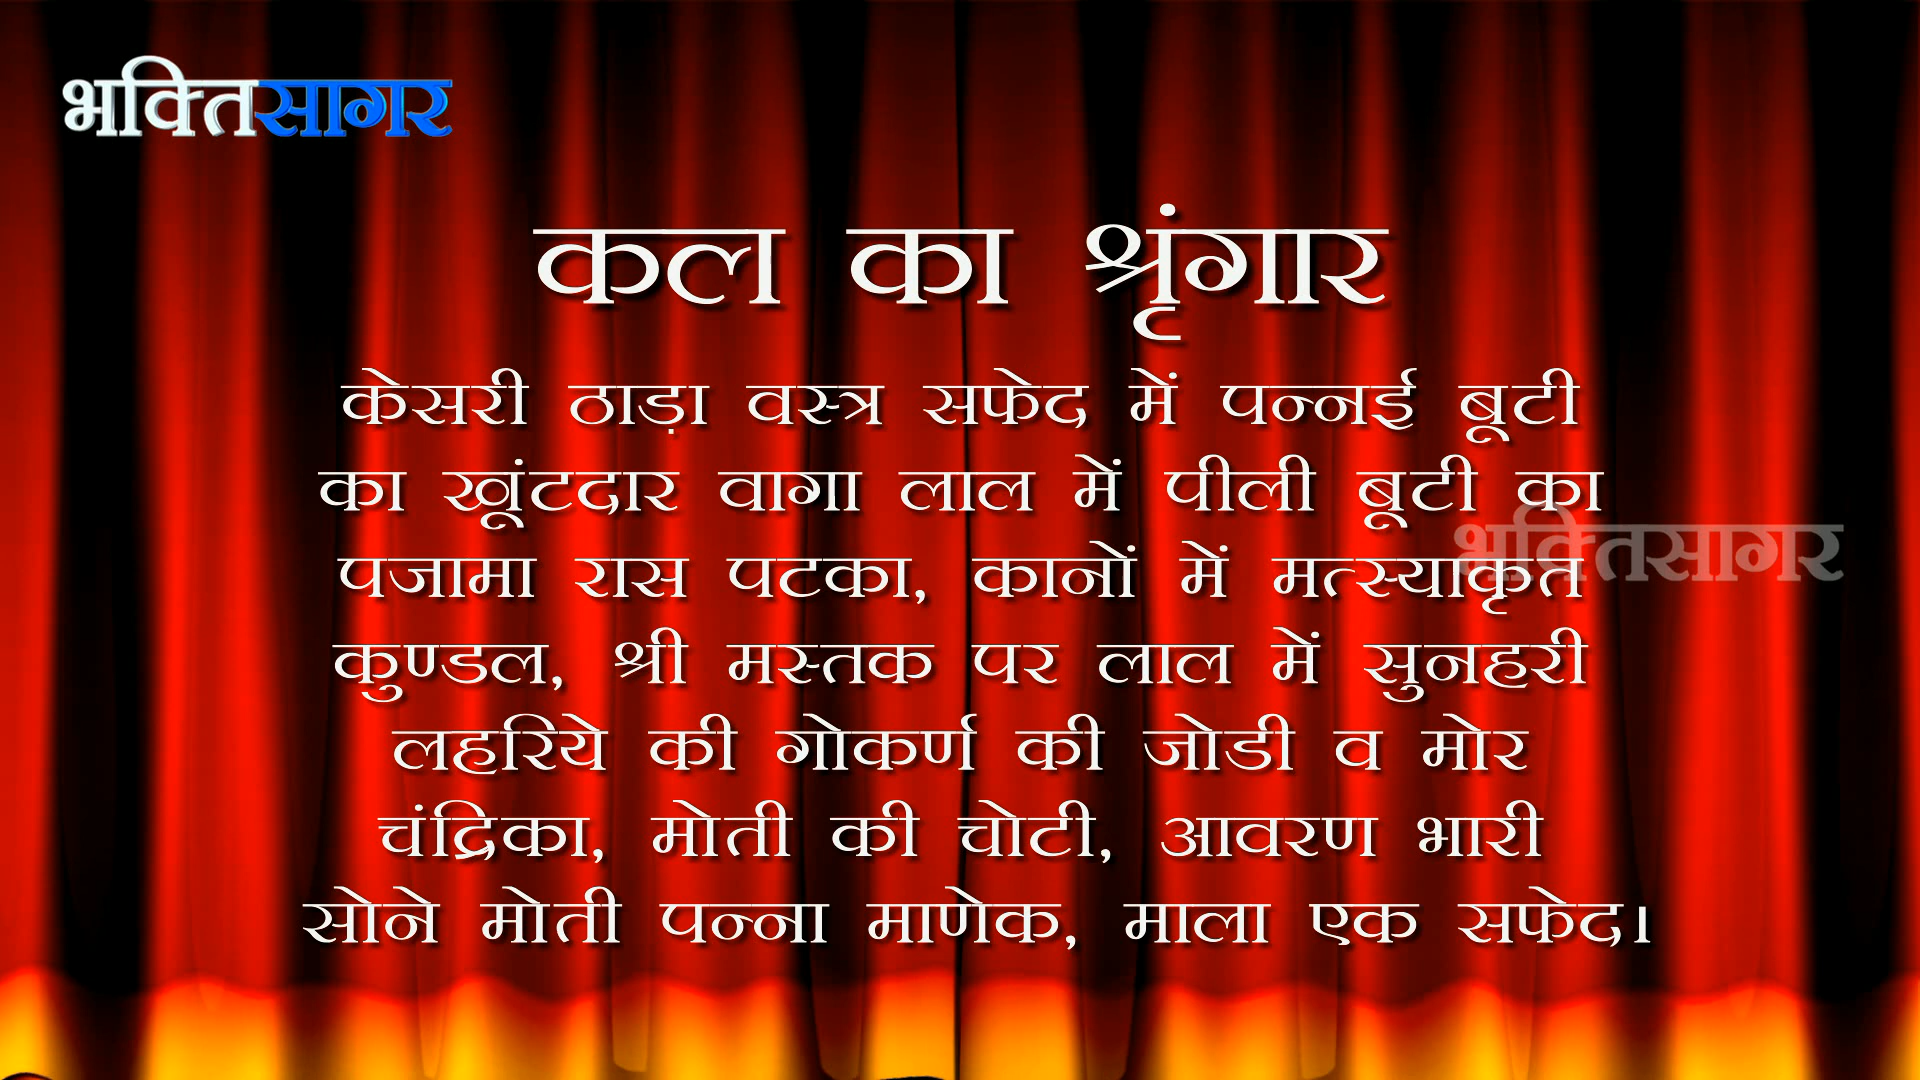 भक्तिसागर
कल का श्रृंगार
केसरी ठाड़ा वस्त्र सफेद में पन्नई बूटी
का खूंटदार वागा लाल में पीली बूटी का
भक्तिसागर
पजामा रास पटका, कानों में मत्स्याकृत
कुण्डल, श्री मस्तक पर लाल में सुनहरी
लहरिये की गोकर्ण की जोडी व मोर
चंद्रिका, मोती की चोटी, आवरण भारी
सोने मोती पन्ना माणेक, माला एक सफेद।